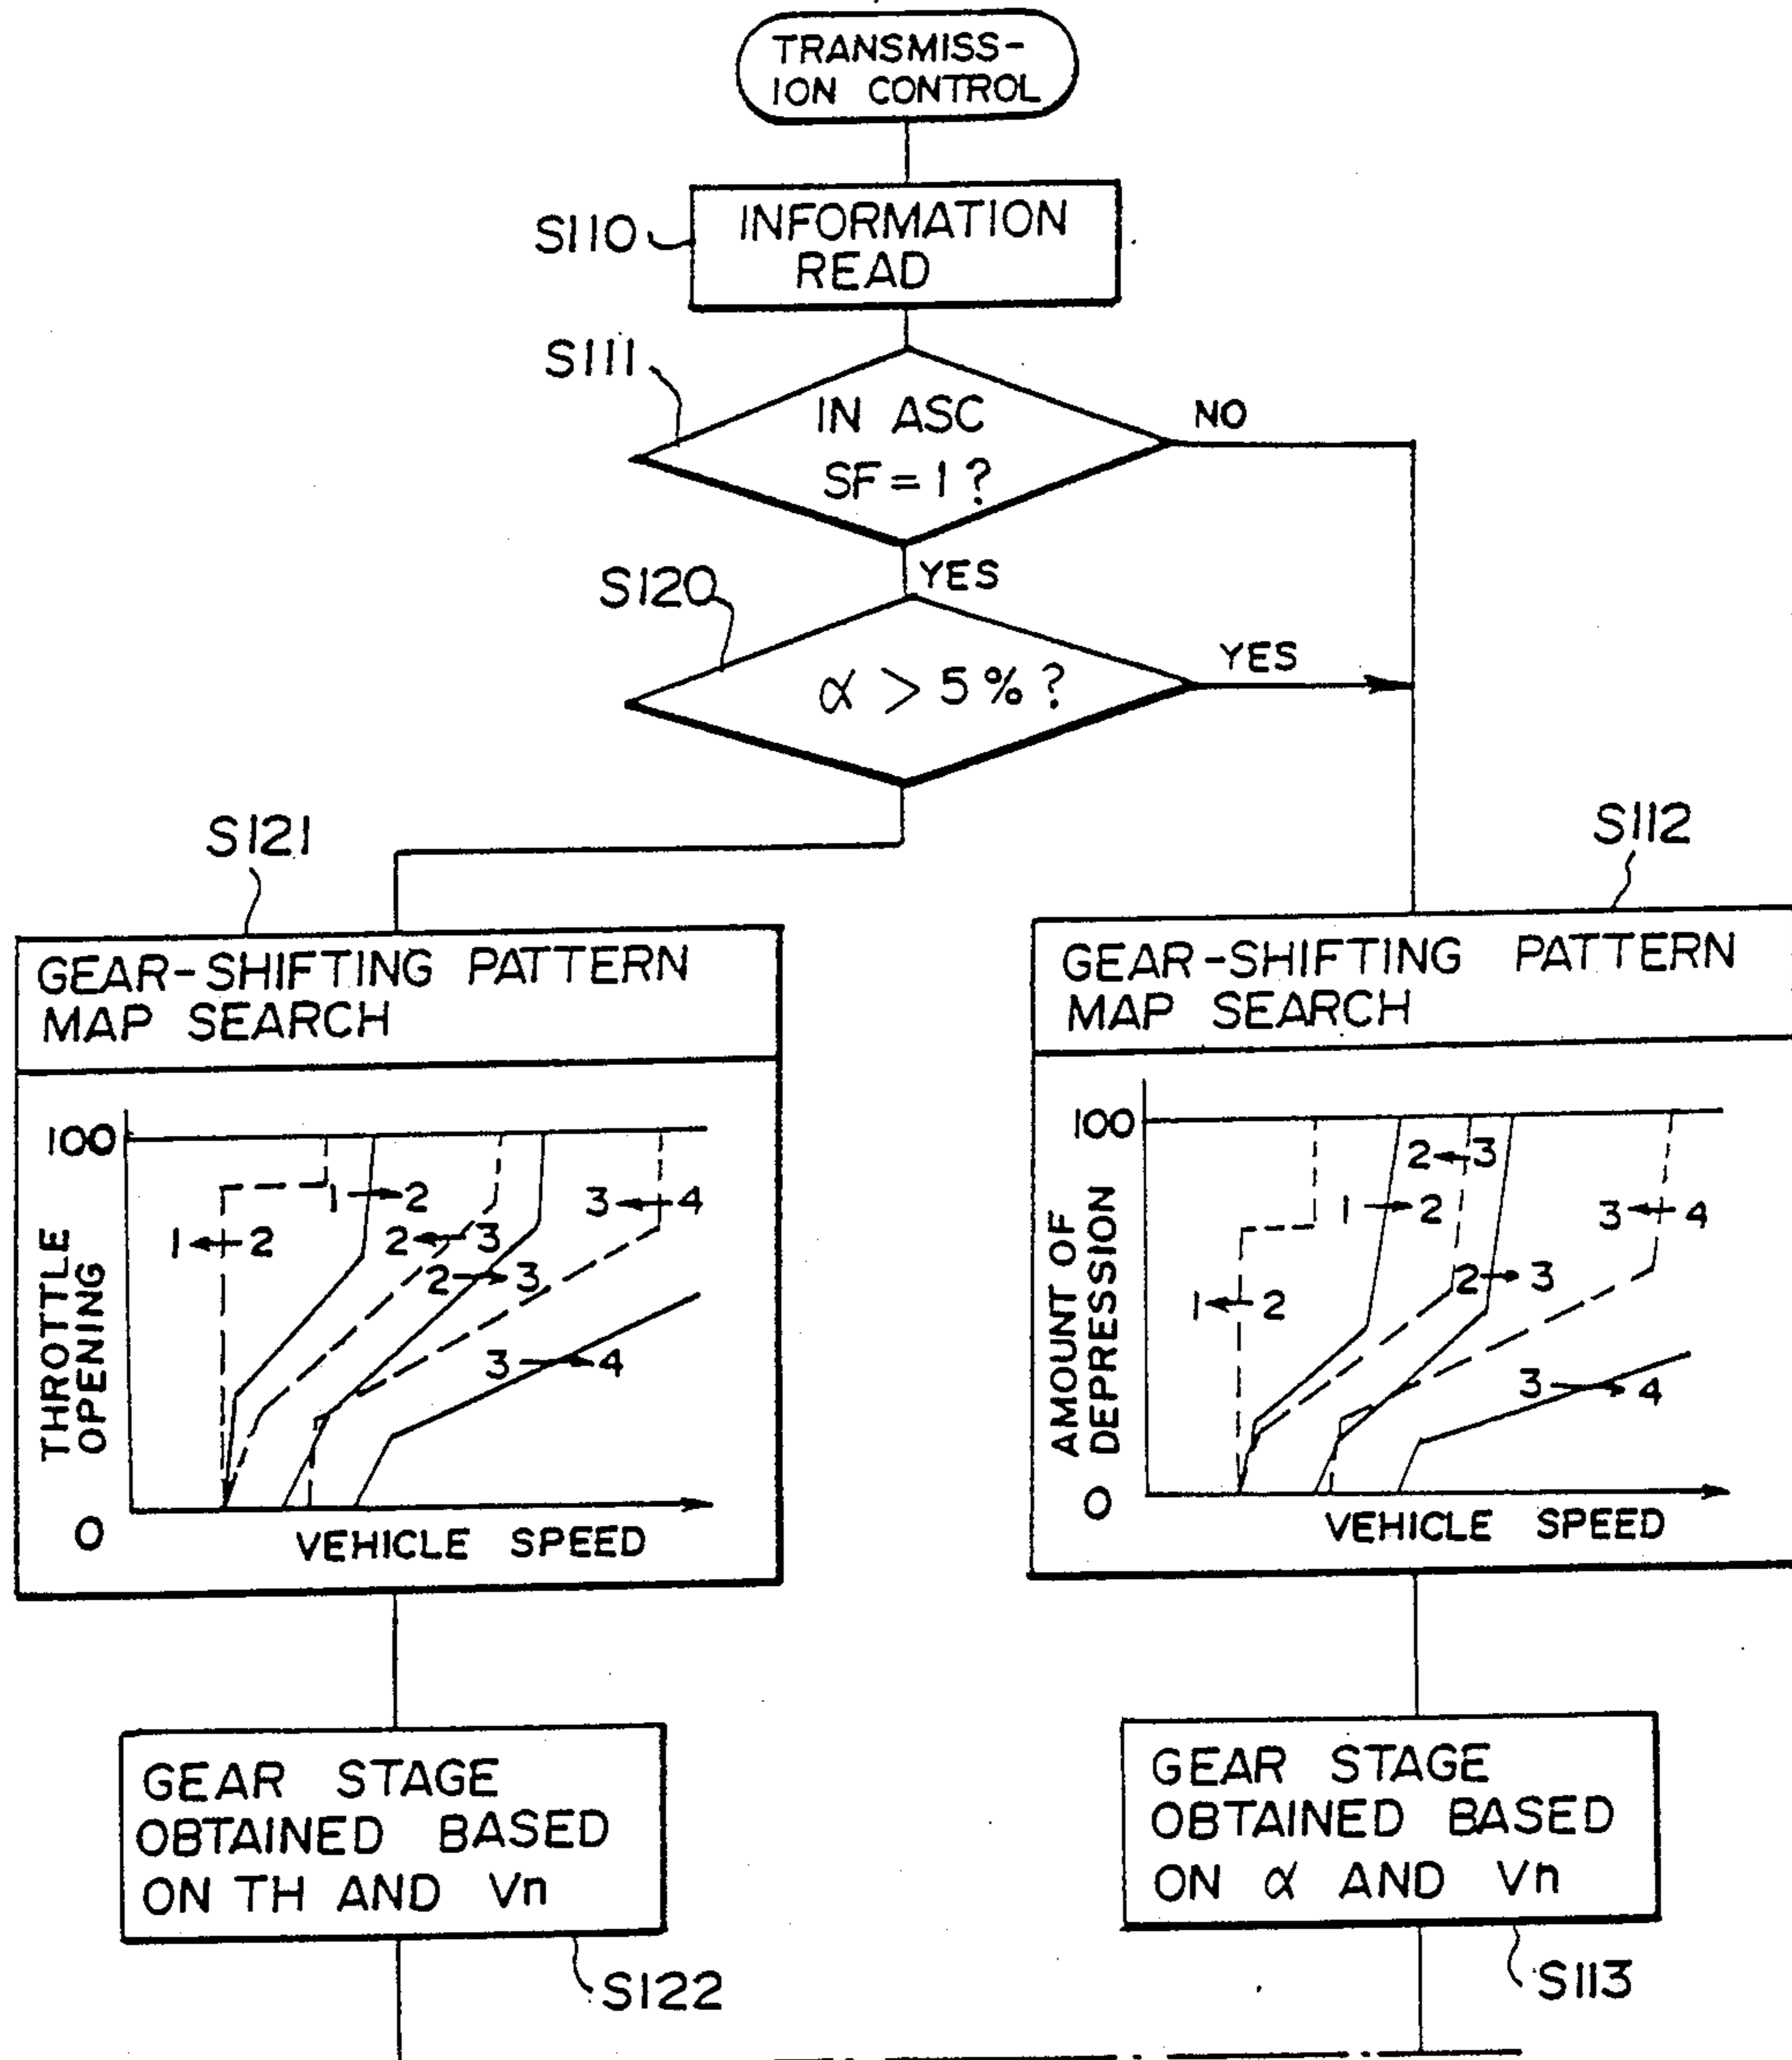 TRANSMISS-
ION CONTROL
S110
INFORMATION
READ
S111
IN ASC
SF=1?
NO
YES
S120
α > 5%?
YES
S121
GEAR-SHIFTING PATTERN
MAP SEARCH
100
THROTTLE
OPENING
0
1←2
1→2
2←3
2→3
3←4
3→4
VEHICLE SPEED
GEAR STAGE
OBTAINED BASED
ON TH AND Vn
S122
S112
GEAR-SHIFTING PATTERN
MAP SEARCH
100
AMOUNT OF
DEPRESSION
0
1←2
1→2
2←3
2→3
3←4
3→4
VEHICLE SPEED
GEAR STAGE
OBTAINED BASED
ON α AND Vn
S113